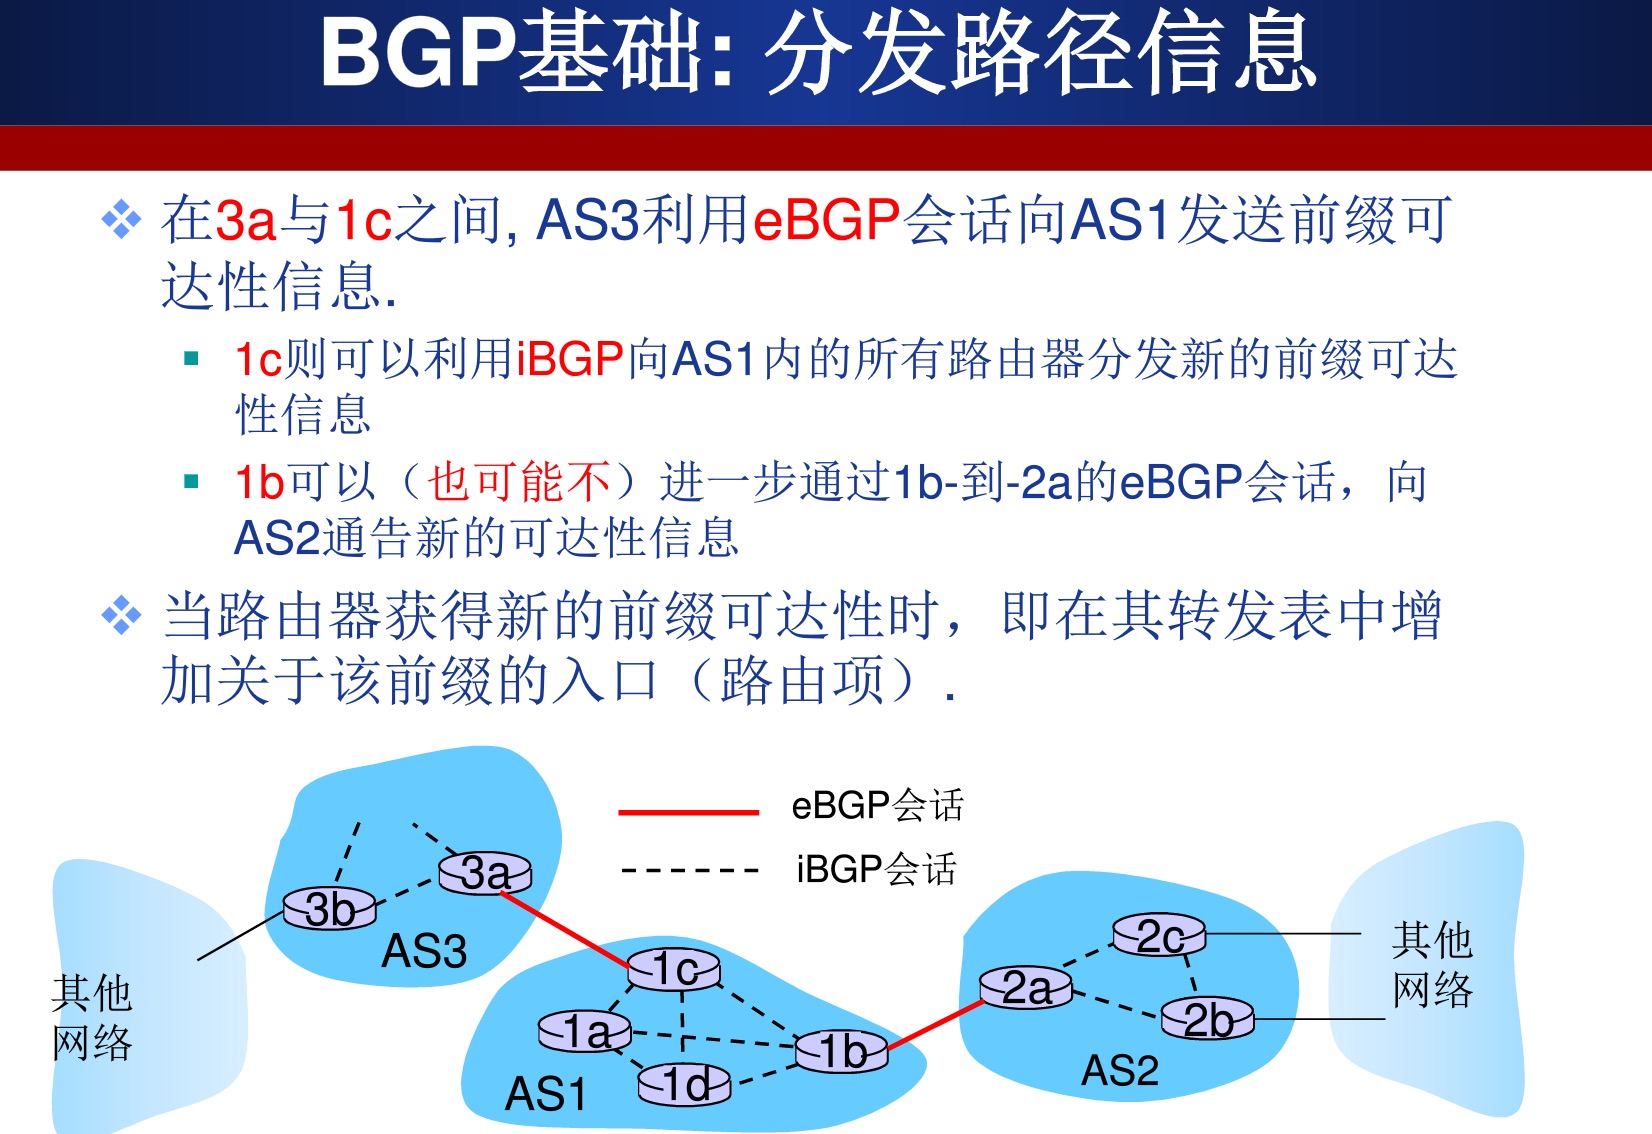 BGP基础: 分发路径信息
在3a与1c之间, AS3利用eBGP会话向AS1发送前缀可
达性信息.
1c则可以利用iBGP向AS1内的所有路由器分发新的前缀可达
性信息
1b可以（也可能不）进一步通过1b-到-2a的eBGP会话，向
AS2通告新的可达性信息
当路由器获得新的前缀可达性时，即在其转发表中增
加关于该前缀的入口（路由项）.
eBGP会话
iBGP会话
3a
3b
AS3
其他
网络
1c
1a
1b
1d
AS1
2c
2a
2b
AS2
其他
网络